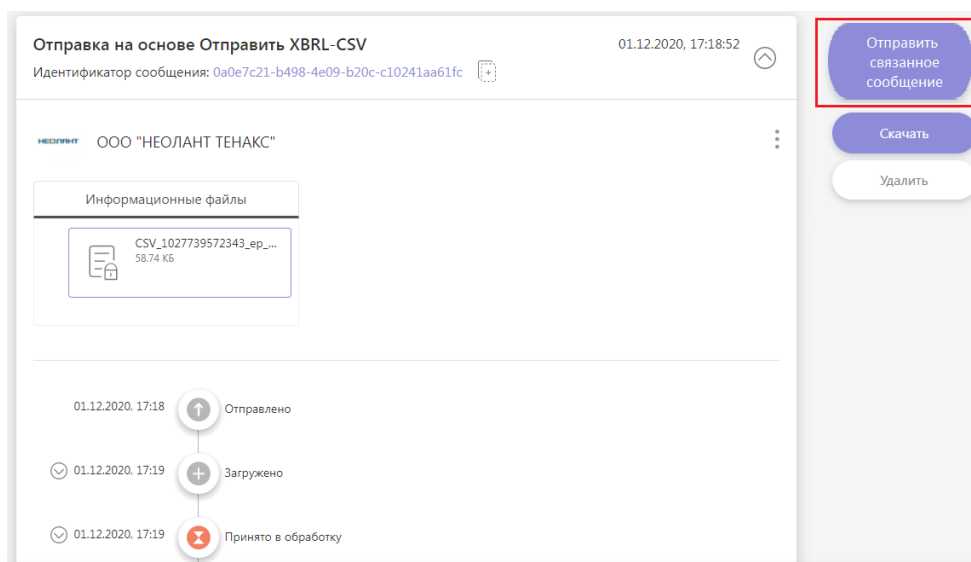 Отправка на основе Отправить XBRL-CSV
01.12.2020, 17:18:52
Идентификатор сообщения: 0a0e7c21-b498-4e09-b20c-c10241aa61fc
НЕОЛАНТ ООО "НЕОЛАНТ ТЕНАКС"
Информационные файлы
CSV_1027739572343_ep_...
58.74 КБ
01.12.2020, 17:18 Отправлено
01.12.2020, 17:19 Загружено
01.12.2020, 17:19 Принято в обработку
Отправить
связанное
сообщение
Скачать
Удалить